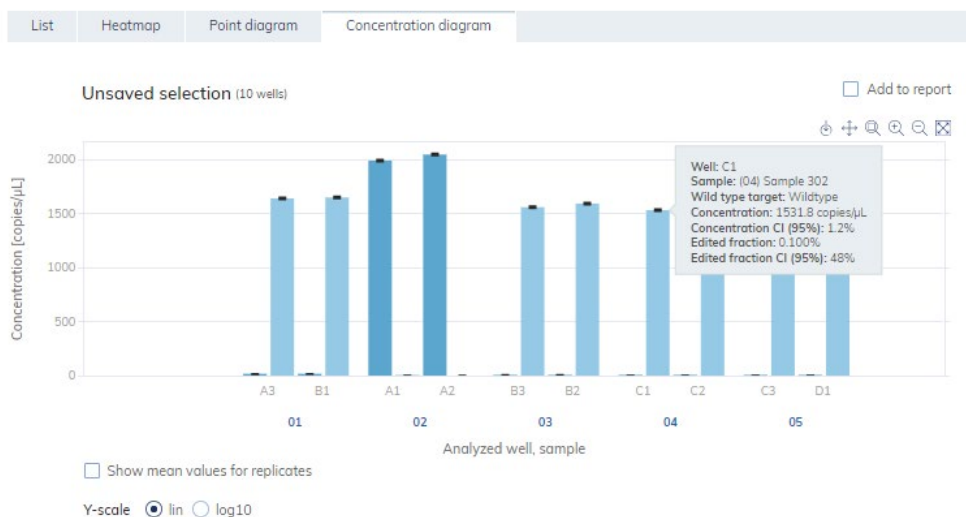 List Heatmap Point diagram Concentration diagram
Unsaved selection (10 wells)
Add to report
Concentration [copies/µL]
2000
1500
1000
500
0
Well: C1
Sample: (04) Sample 302
Wild type target: Wildtype
Concentration: 1531.8 copies/µL
Concentration CI (95%): 1.2%
Edited fraction: 0.100%
Edited fraction CI (95%): 48%
A3 B1 A1 A2 B3 B2 C1 C2 C3 D1
01 02 03 04 05
Analyzed well, sample
Show mean values for replicates
Y-scale lin log10